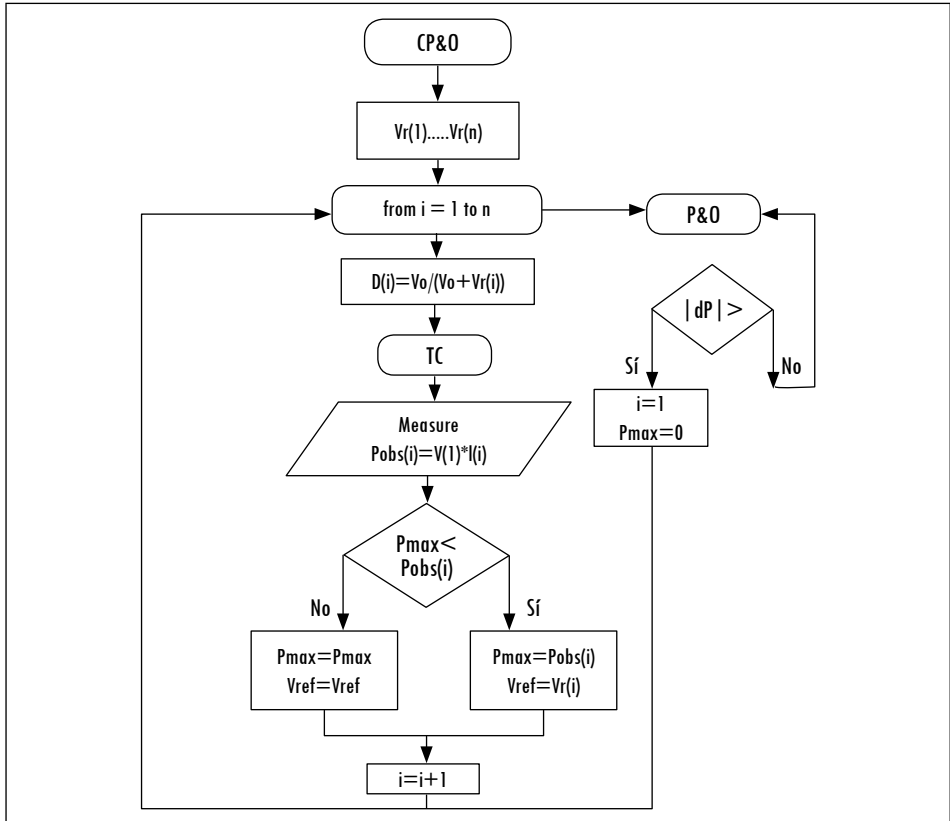 CP&O
Vr(1).....Vr(n)
from i = 1 to n
P&O
D(i)=Vo/(Vo+Vr(i))
|dP| >
TC
Sí
No
i=1
Pmax=0
Measure
Pobs(i)=V(1)*I(i)
Pmax<
Pobs(i)
No
Sí
Pmax=Pmax
Vref=Vref
Pmax=Pobs(i)
Vref=Vr(i)
i=i+1